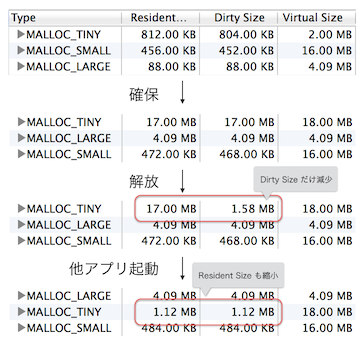 Type Resident... Dirty Size Virtual Size
▶MALLOC_TINY 812.00 KB 804.00 KB 2.00 MB
▶MALLOC_SMALL 456.00 KB 452.00 KB 16.00 MB
▶MALLOC_LARGE 88.00 KB 88.00 KB 4.09 MB
確保
▶MALLOC_TINY 17.00 MB 17.00 MB 18.00 MB
▶MALLOC_LARGE 4.09 MB 4.09 MB 4.09 MB
▶MALLOC_SMALL 472.00 KB 468.00 KB 16.00 MB
解放
Dirty Size だけ減少
▶MALLOC_TINY 17.00 MB 1.58 MB 18.00 MB
▶MALLOC_LARGE 4.09 MB 4.09 MB 4.09 MB
▶MALLOC_SMALL 472.00 KB 468.00 KB 16.00 MB
他アプリ起動
Resident Size も縮小
▶MALLOC_LARGE 4.09 MB 4.09 MB 4.09 MB
▶MALLOC_TINY 1.12 MB 1.12 MB 18.00 MB
▶MALLOC_SMALL 484.00 KB 484.00 KB 16.00 MB